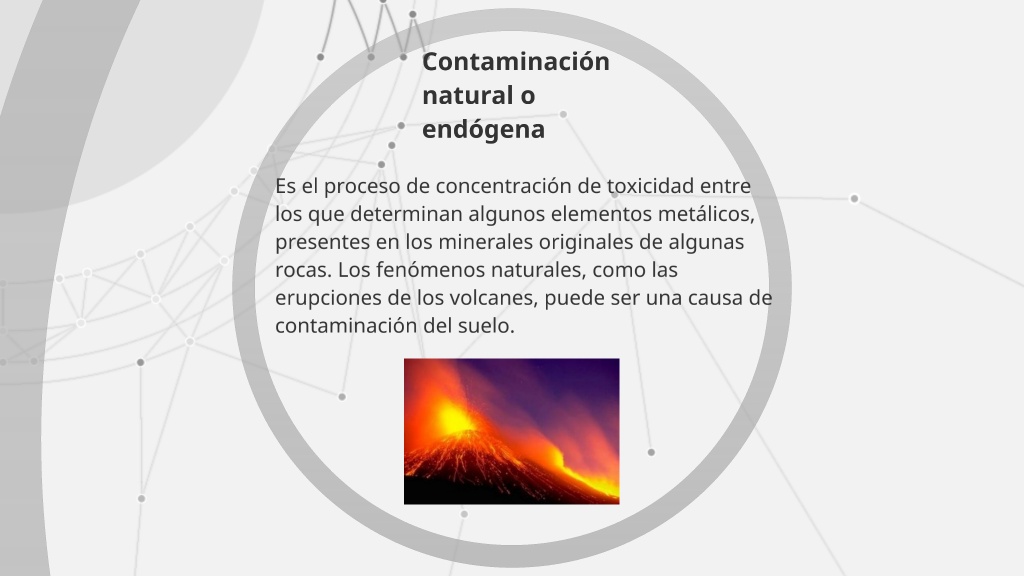 Contaminación
natural o
endógena
Es el proceso de concentración de toxicidad entre
los que determinan algunos elementos metálicos,
presentes en los minerales originales de algunas
rocas. Los fenómenos naturales, como las
erupciones de los volcanes, puede ser una causa de
contaminación del suelo.